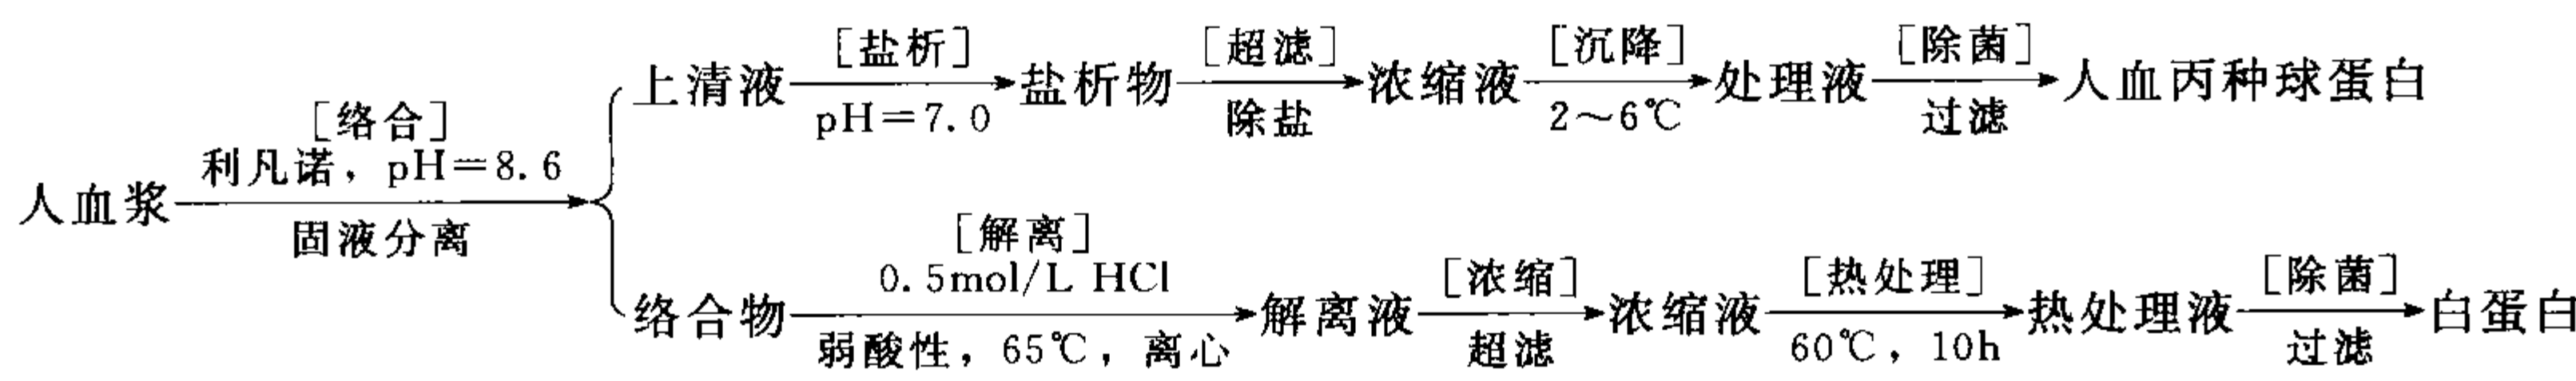 [盐析] [超滤] [沉降] [除菌]
上清液 盐析物 浓缩液 处理液 人血丙种球蛋白
pH=7.0 除盐 2～6℃ 过滤
[络合]
利凡诺，pH=8.6
人血浆
固液分离
[解离]
0.5mol/L HCl [浓缩] [热处理] [除菌]
络合物 解离液 浓缩液 热处理液 白蛋白
弱酸性，65℃，离心 超滤 60℃，10h 过滤